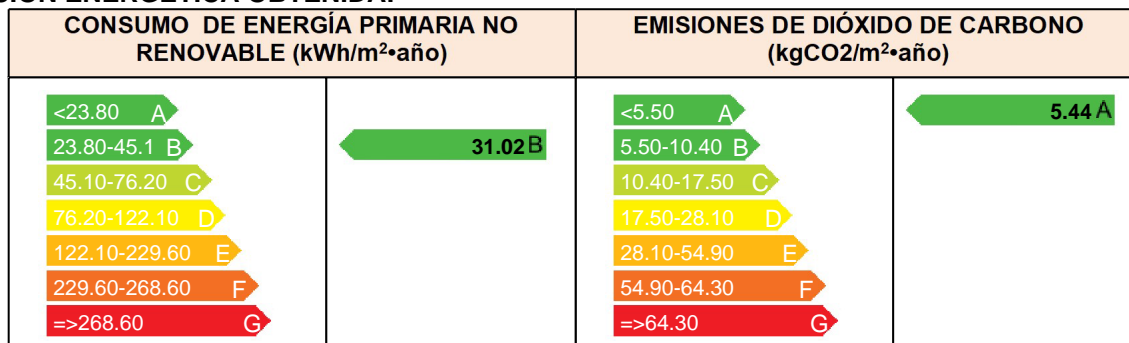 CONSUMO DE ENERGÍA PRIMARIA NO
RENOVABLE (kWh/m²•año)
EMISIONES DE DIÓXIDO DE CARBONO
(kgCO2/m²•año)
<23.80 A
23.80-45.1 B
45.10-76.20 C
76.20-122.10 D
122.10-229.60 E
229.60-268.60 F
=>268.60 G
31.02 B
<5.50 A
5.50-10.40 B
10.40-17.50 C
17.50-28.10 D
28.10-54.90 E
54.90-64.30 F
=>64.30 G
5.44 A